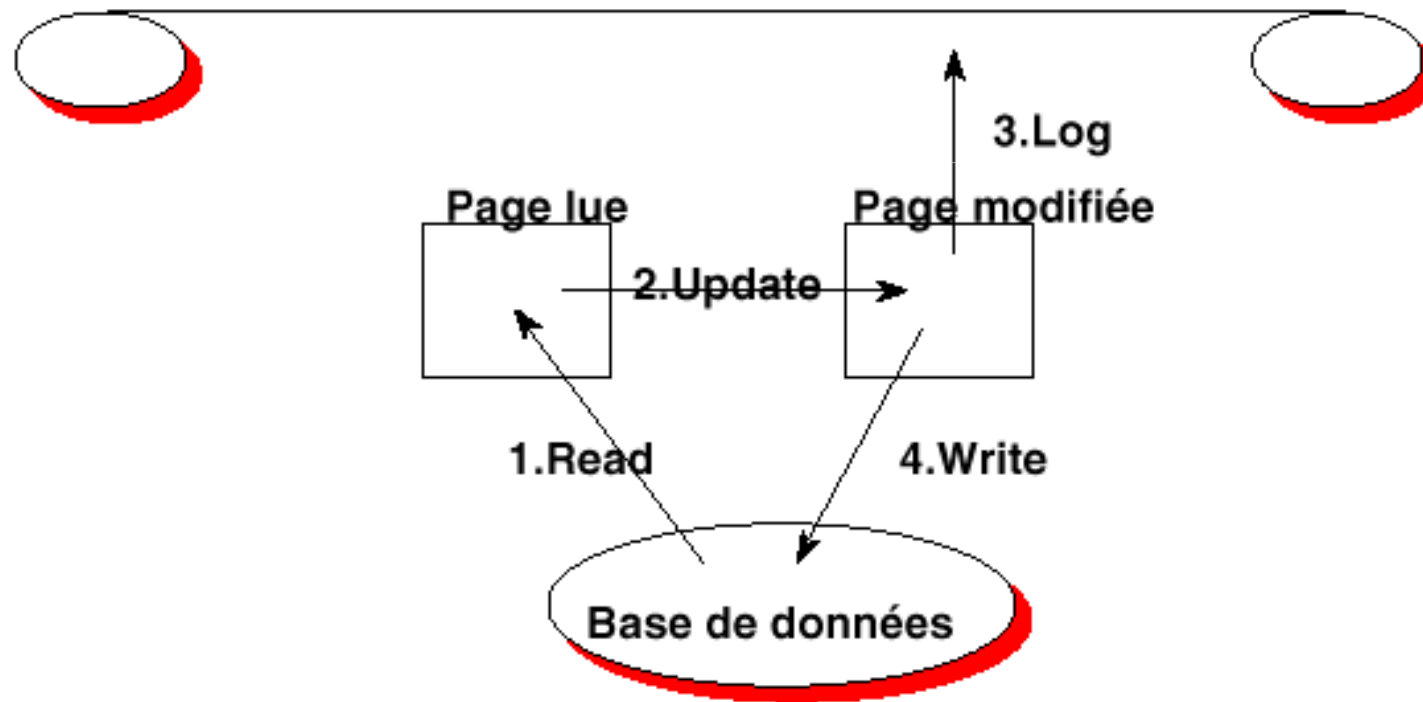 3.Log
Page lue
Page modifiée
2.Update
1.Read
4.Write
Base de données